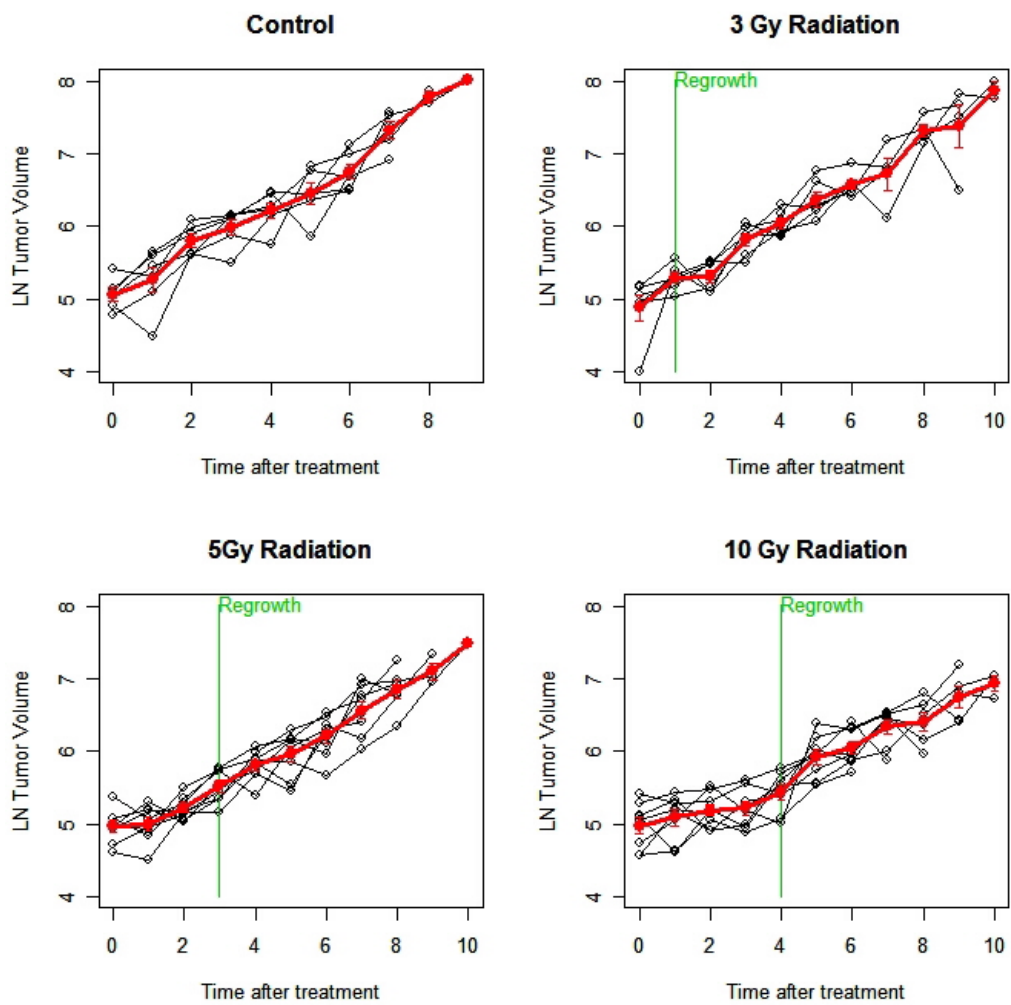 Control
LN Tumor Volume
4 5 6 7 8
0 2 4 6 8
Time after treatment
3 Gy Radiation
Regrowth
LN Tumor Volume
4 5 6 7 8
0 2 4 6 8 10
Time after treatment
5Gy Radiation
Regrowth
LN Tumor Volume
4 5 6 7 8
0 2 4 6 8 10
Time after treatment
10 Gy Radiation
Regrowth
LN Tumor Volume
4 5 6 7 8
0 2 4 6 8 10
Time after treatment